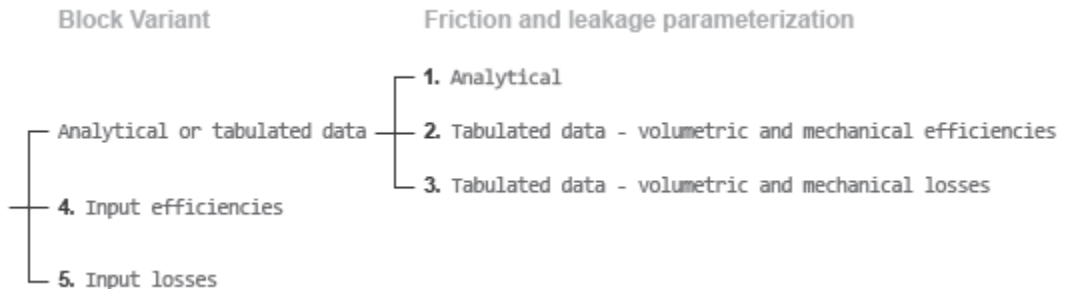 Block Variant
Friction and leakage parameterization
1. Analytical
Analytical or tabulated data
2. Tabulated data - volumetric and mechanical efficiencies
3. Tabulated data - volumetric and mechanical losses
4. Input efficiencies
5. Input losses